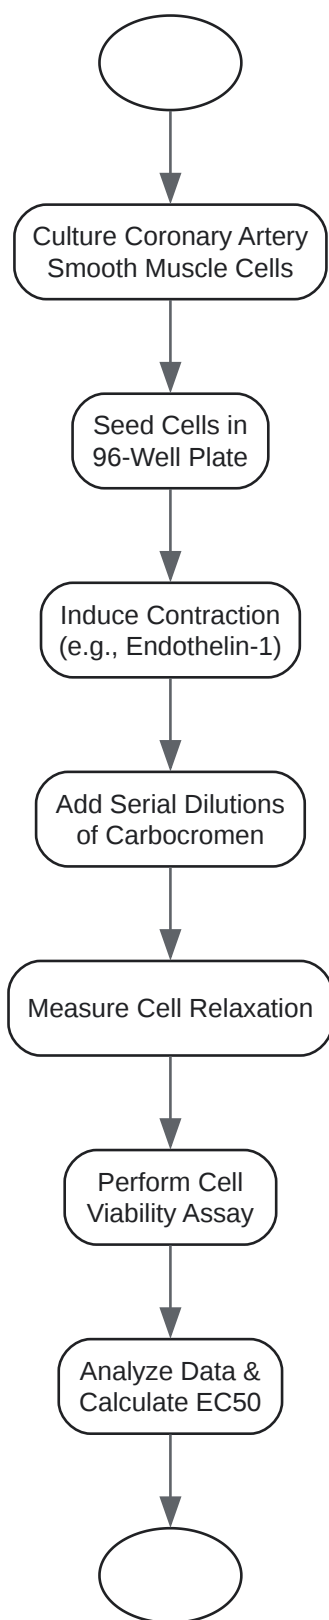 Culture Coronary Artery
Smooth Muscle Cells
Seed Cells in
96-Well Plate
Induce Contraction
(e.g., Endothelin-1)
Add Serial Dilutions
of Carbocromen
Measure Cell Relaxation
Perform Cell
Viability Assay
Analyze Data &
Calculate EC50